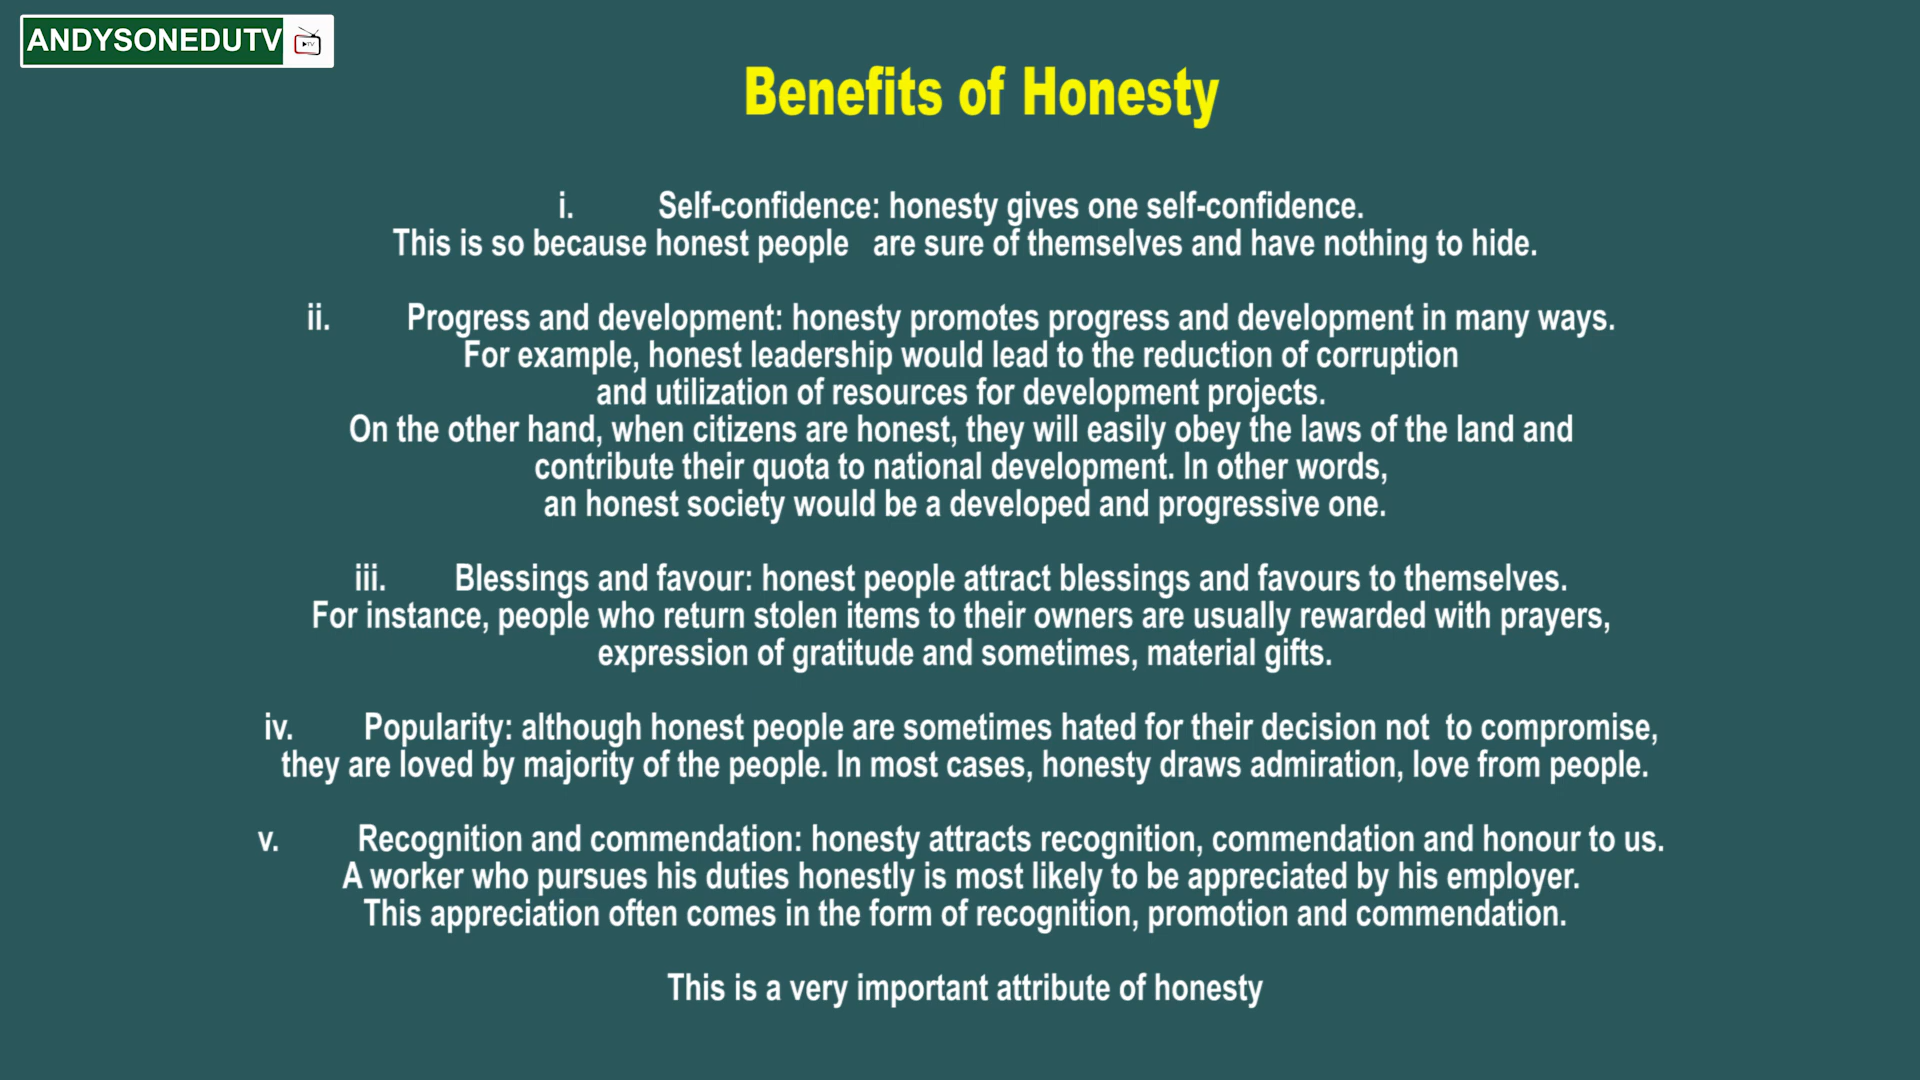 ANDYSONEDUTV
Benefits of Honesty
i. Self-confidence: honesty gives one self-confidence.
This is so because honest people are sure of themselves and have nothing to hide.
ii. Progress and development: honesty promotes progress and development in many ways.
For example, honest leadership would lead to the reduction of corruption
and utilization of resources for development projects.
On the other hand, when citizens are honest, they will easily obey the laws of the land and
contribute their quota to national development. In other words,
an honest society would be a developed and progressive one.
iii. Blessings and favour: honest people attract blessings and favours to themselves.
For instance, people who return stolen items to their owners are usually rewarded with prayers,
expression of gratitude and sometimes, material gifts.
iv. Popularity: although honest people are sometimes hated for their decision not to compromise,
they are loved by majority of the people. In most cases, honesty draws admiration, love from people.
v. Recognition and commendation: honesty attracts recognition, commendation and honour to us.
A worker who pursues his duties honestly is most likely to be appreciated by his employer.
This appreciation often comes in the form of recognition, promotion and commendation.
This is a very important attribute of honesty